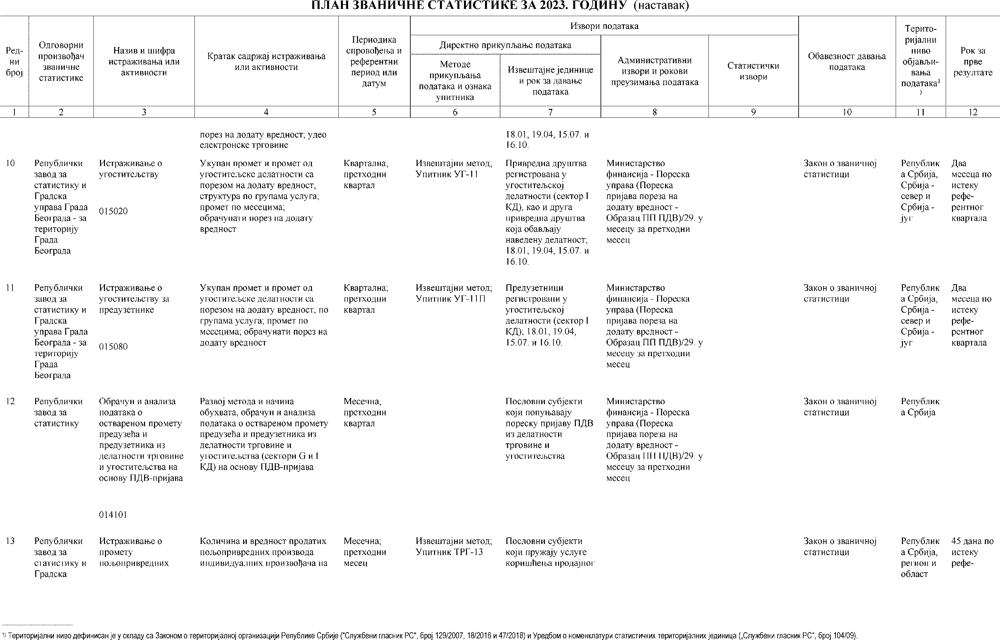 ПЛАН ЗВАНИЧНЕ СТАТИСТИКЕ ЗА 2023. ГОДИНУ (наставак)
Ред-
ни
број
Одговорни
произвођач
званичне
статистике
Назив и шифра
истраживања или
активности
Кратак садржај истраживања
или активности
Периодика
спровођења и
референтни
период или
датум
Извори података
Директно прикупљање података
Методе
прикупљања
података и ознака
упитника
Извештајне јединице
и рок за давање
података
Административни
извори и рокови
преузимања података
Статистички
извори
Обавезност давања
података
Терито-
ријални
ниво
објављи-
вања
података¹
)
Рок за
прве
резултате
1 2 3 4 5 6 7 8 9 10 11 12
порез на додату вредност; удео
електронске трговине
18.01, 19.04, 15.07. и
16.10.
10
Републички
завод за
статистику и
Градска
управа Града
Београда - за
територију
Града
Београда
Истраживање о
угоститељству
015020
Укупан промет и промет од
угоститељске делатности са
порезом на додату вредност,
структура по групама услуга;
промет по месецима;
обрачунати порез на додату
вредност
Квартална;
претходни
квартал
Извештајни метод;
Упитник УГ-11
Привредна друштва
регистрована у
угоститељској
делатности (сектор I
КД), као и друга
привредна друштва
која обављају
наведену делатност;
18.01, 19.04, 15.07. и
16.10.
Министарство
финансија - Пореска
управа (Пореска
пријава пореза на
додату вредност -
Образац ПП ПДВ)/29. у
месецу за претходни
месец
Закон о званичној
статистици
Републик
а Србија,
Србија -
север и
Србија -
југ
Два
месеца по
истеку
рефе-
рентног
квартала
11
Републички
завод за
статистику и
Градска
управа Града
Београда - за
територију
Града
Београда
Истраживање о
угоститељству за
предузетнике
015080
Укупан промет и промет од
угоститељске делатности са
порезом на додату вредност, по
групама услуга; промет по
месецима; обрачунати порез на
додату вредност
Квартална;
претходни
квартал
Извештајни метод;
Упитник УГ-11П
Предузетници
регистровани у
угоститељској
делатности (сектор I
КД); 18.01, 19.04,
15.07. и 16.10.
Министарство
финансија - Пореска
управа (Пореска
пријава пореза на
додату вредност -
Образац ПП ПДВ)/29. у
месецу за претходни
месец
Закон о званичној
статистици
Републик
а Србија,
Србија -
север и
Србија -
југ
Два
месеца по
истеку
рефе-
рентног
квартала
12
Републички
завод за
статистику
Обрачун и анализа
података о
оствареном промету
предузећа и
предузетника из
делатности трговине
и угоститељства на
основу ПДВ-пријава
014101
Развој метода и начина
обухвата, обрачун и анализа
података о оствареном промету
предузећа и предузетника из
делатности трговине и
угоститељства (сектори G и I
КД) на основу ПДВ-пријава
Месечна;
претходни
квартал
Пословни субјекти
који попуњавају
пореску пријаву ПДВ
из делатности
трговине и
угоститељства
Министарство
финансија - Пореска
управа (Пореска
пријава пореза на
додату вредност -
Образац ПП ПДВ)/29. у
месецу за претходни
месец
Закон о званичној
статистици
Републик
а Србија
13
Републички
завод за
статистику и
Градска
Истраживање о
промету
пољопривредних
Количина и вредност продатих
пољопривредних производа
индивидуалних произвођача на
Месечна;
претходни
месец
Извештајни метод;
Упитник ТРГ-13
Пословни субјекти
који пружају услуге
коришћења продајног
Закон о званичној
статистици
Републик
а Србија,
регион и
област
45 дана по
истеку
рефе-
¹⁾ Територијални ниво дефинисан је у складу са Законом о територијалној организацији Републике Србије ("Службени гласник РС", број 129/2007, 18/2016 и 47/2018) и Уредбом о номенклатури статистичких територијалних јединица („Службени гласник РС", број 104/09).